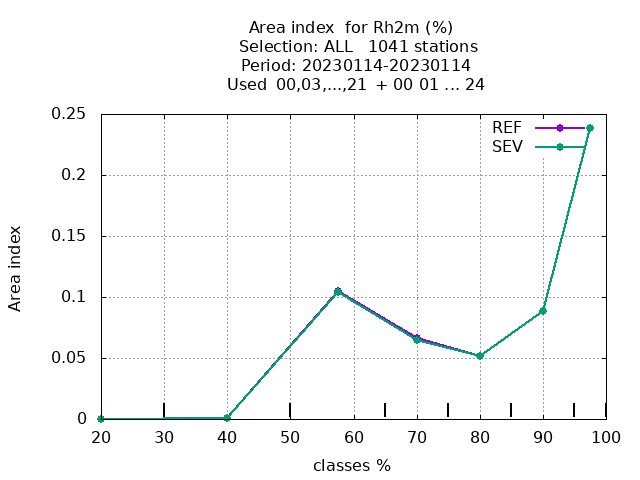 Area index  for Rh2m (%)
Selection: ALL   1041 stations
Period: 20230114-20230114
Used  00,03,...,21  + 00 01 ... 24
REF
SEV
0.25
0.2
0.15
0.1
0.05
0
Area index
20 30 40 50 60 70 80 90 100
classes %